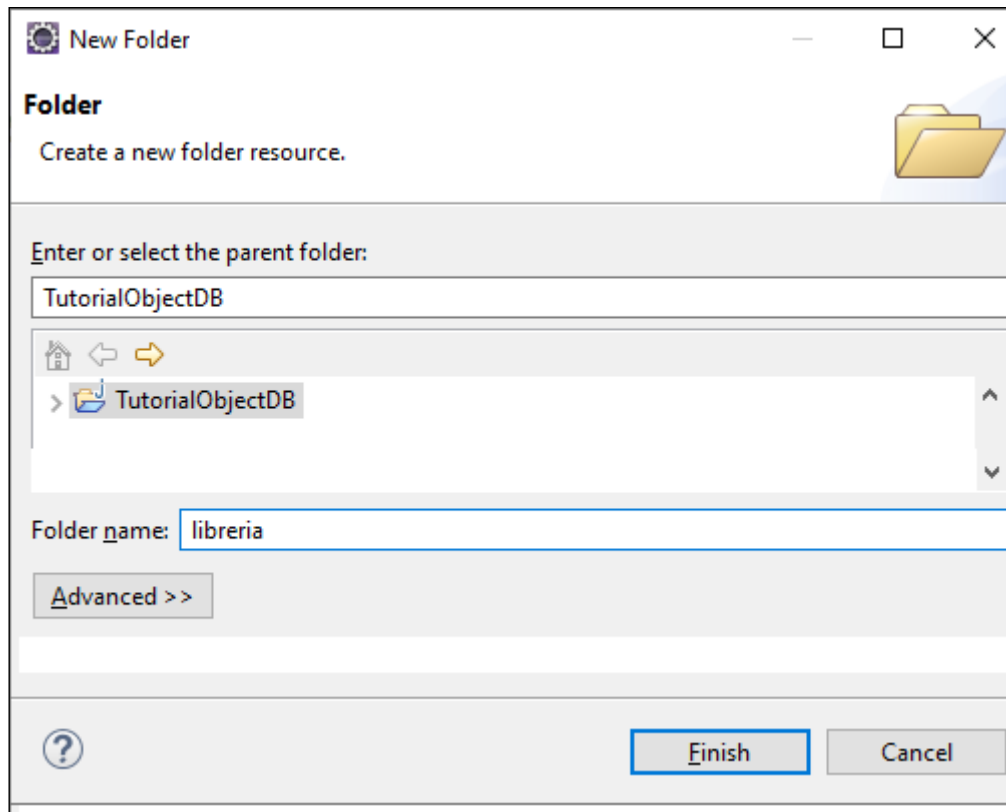 New Folder
Folder
Create a new folder resource.
Enter or select the parent folder:
TutorialObjectDB
TutorialObjectDB
Folder name: libreria
Advanced >>
? Finish Cancel